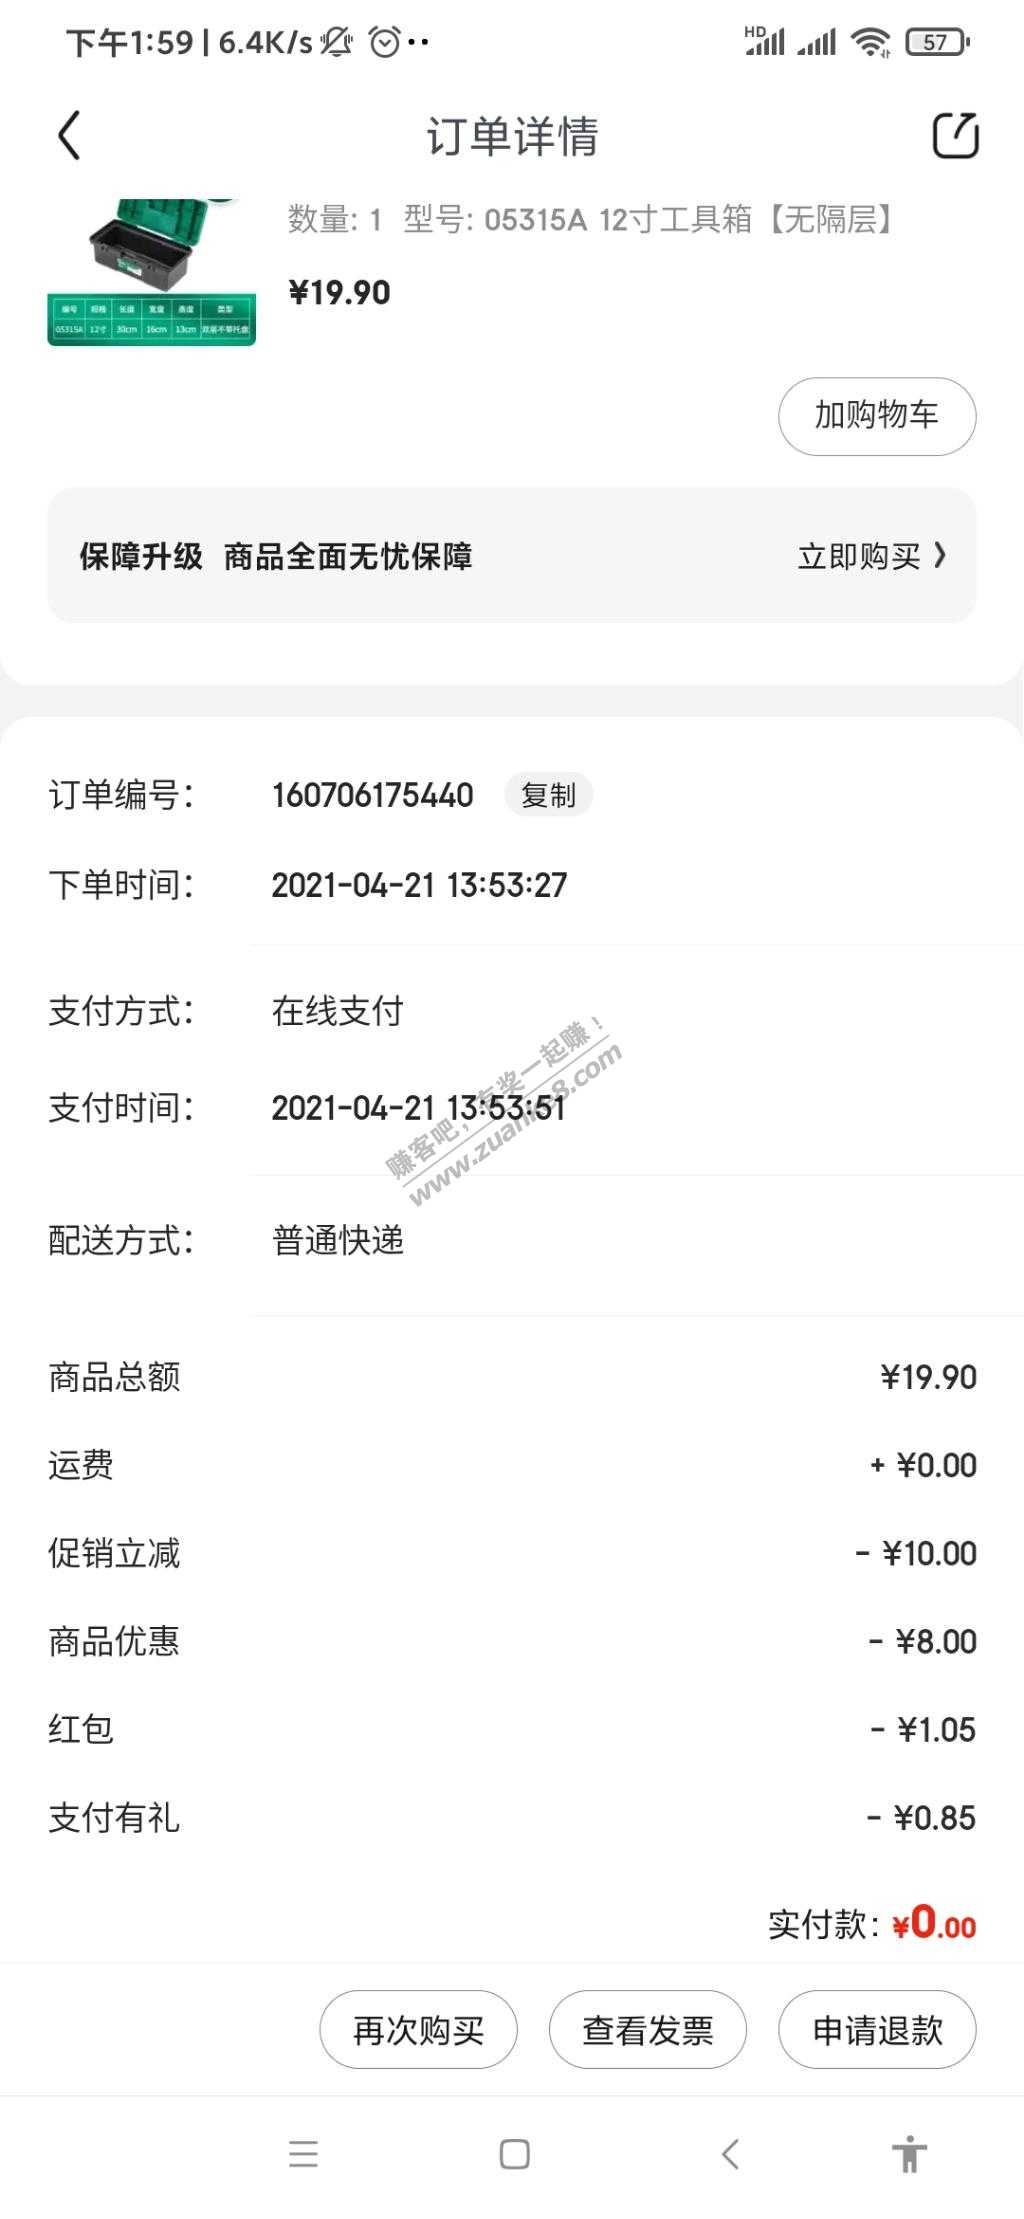 下午1:59 | 6.4K/s
HD
57
订单详情
数量: 1 型号: 05315A 12寸工具箱【无隔层】
编号 规格 长度 宽度 高度 类型
05315A 12寸 30cm 16cm 13cm 双层不带托盘
¥19.90
加购物车
保障升级 商品全面无忧保障
立即购买
订单编号: 160706175440 复制
下单时间: 2021-04-21 13:53:27
支付方式: 在线支付
支付时间: 2021-04-21 13:53:51
赚客吧，有奖一起赚！
www.zuanke8.com
配送方式: 普通快递
商品总额 ¥19.90
运费 + ¥0.00
促销立减 - ¥10.00
商品优惠 - ¥8.00
红包 - ¥1.05
支付有礼 - ¥0.85
实付款: ¥0.00
再次购买 查看发票 申请退款